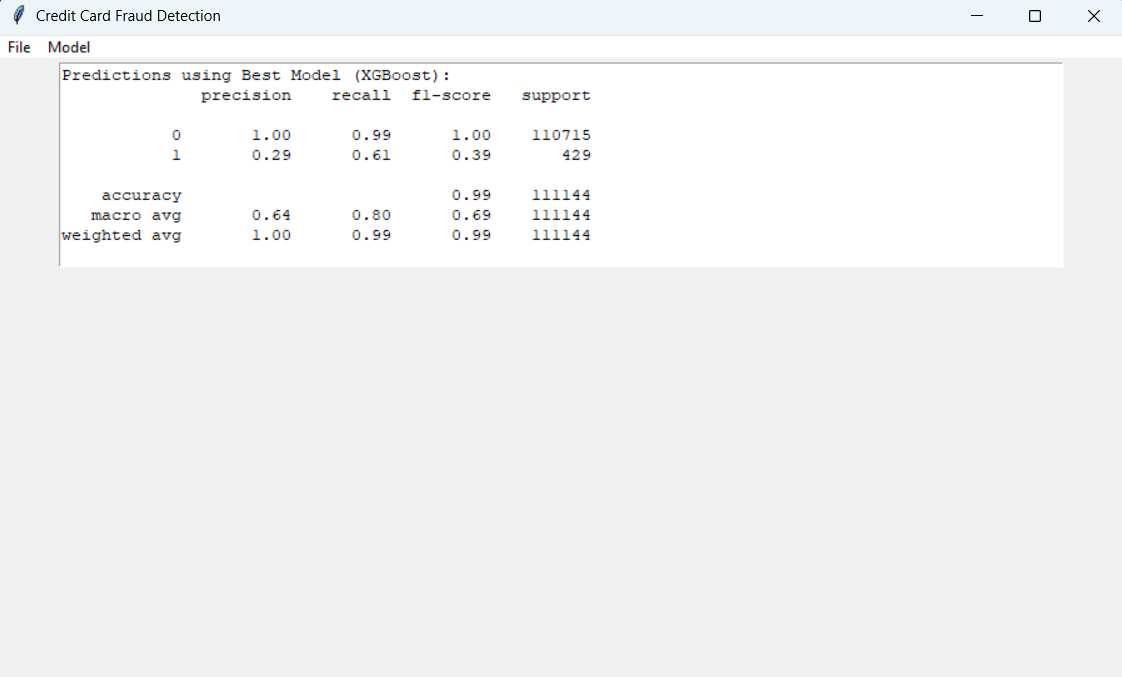 Credit Card Fraud Detection
File Model
Predictions using Best Model (XGBoost):
precision recall f1-score support
0 1.00 0.99 1.00 110715
1 0.29 0.61 0.39 429
accuracy 0.99 111144
macro avg 0.64 0.80 0.69 111144
weighted avg 1.00 0.99 0.99 111144